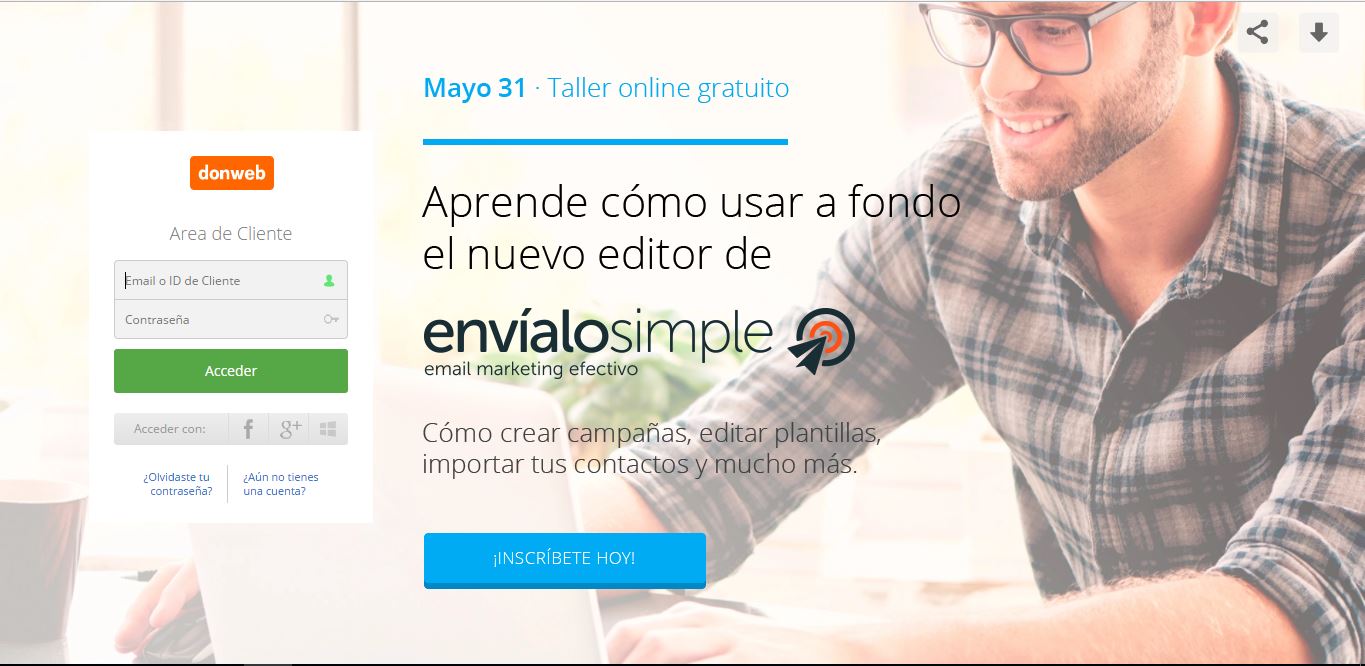 donweb
Area de Cliente
Email o ID de Cliente
Contraseña
Acceder
Acceder con:
¿Olvidaste tu
contraseña?
¿Aún no tienes
una cuenta?
Mayo 31 · Taller online gratuito
Aprende cómo usar a fondo
el nuevo editor de
envíalosimple
email marketing efectivo
Cómo crear campañas, editar plantillas,
importar tus contactos y mucho más.
¡INSCRÍBETE HOY!